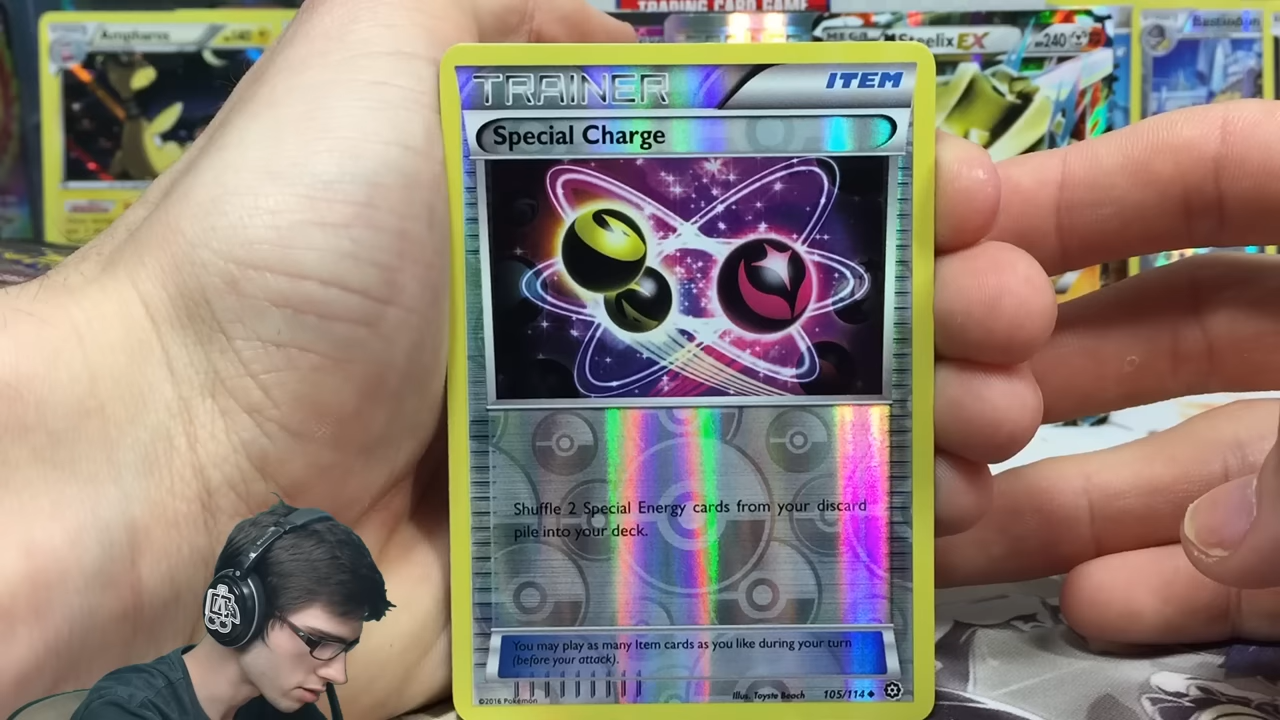 TRADING CARD GAME
Ampharos
MEGA
Steelix EX
HP240
TRAINER
ITEM
Special Charge
Shuffle 2 Special Energy cards from your discard
pile into your deck.
You may play as many Item cards as you like during your turn
(before your attack).
©2016 Pokémon
Illus. Toyste Beach
105/114